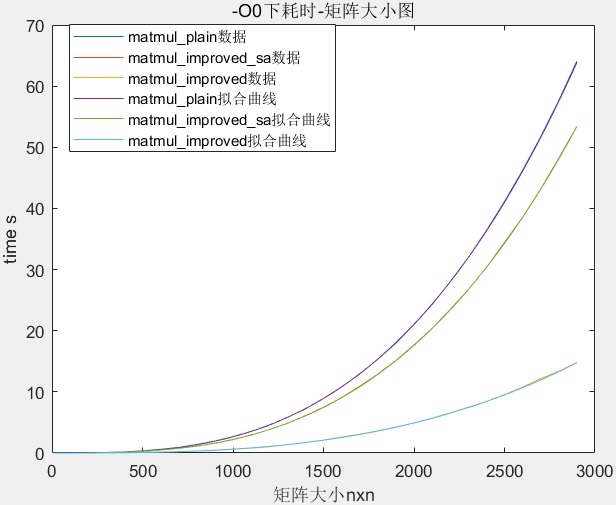 -O0下耗时-矩阵大小图
70
60
50
40
30
20
10
0
time s
matmul_plain数据
matmul_improved_sa数据
matmul_improved数据
matmul_plain拟合曲线
matmul_improved_sa拟合曲线
matmul_improved拟合曲线
0 500 1000 1500 2000 2500 3000
矩阵大小nxn